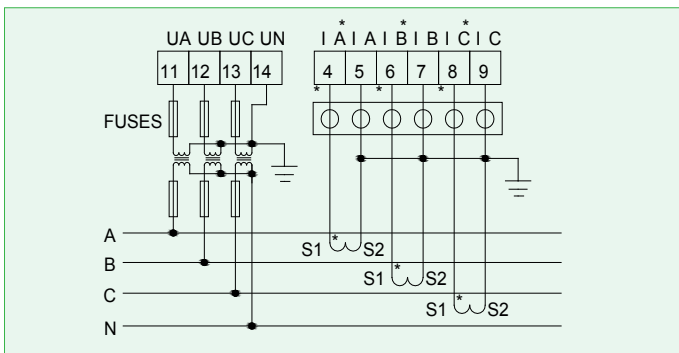 * * *
UA UB UC UN I A I A I B I B I C I C
11 12 13 14 4 5 6 7 8 9
* * *
FUSES
A
* S1 S2
B
* S1 S2
C
* S1 S2
N